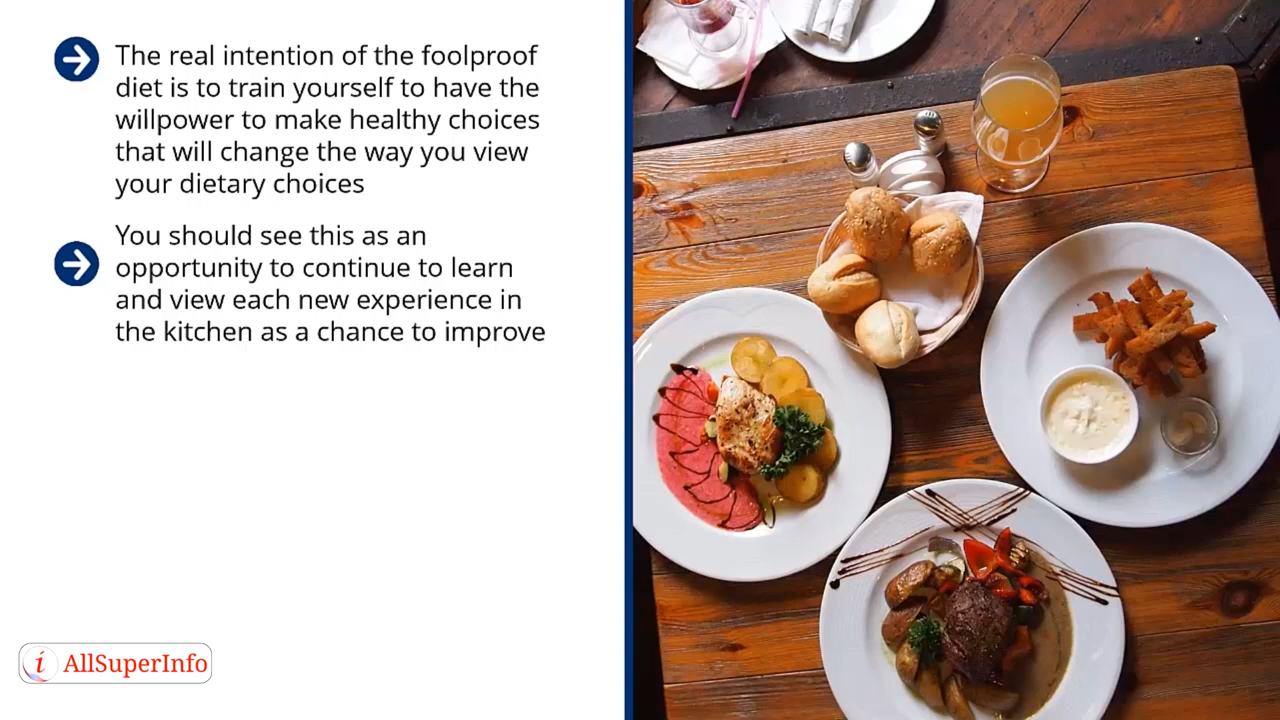 The real intention of the foolproof
diet is to train yourself to have the
willpower to make healthy choices
that will change the way you view
your dietary choices
You should see this as an
opportunity to continue to learn
and view each new experience in
the kitchen as a chance to improve
i AllSuperInfo